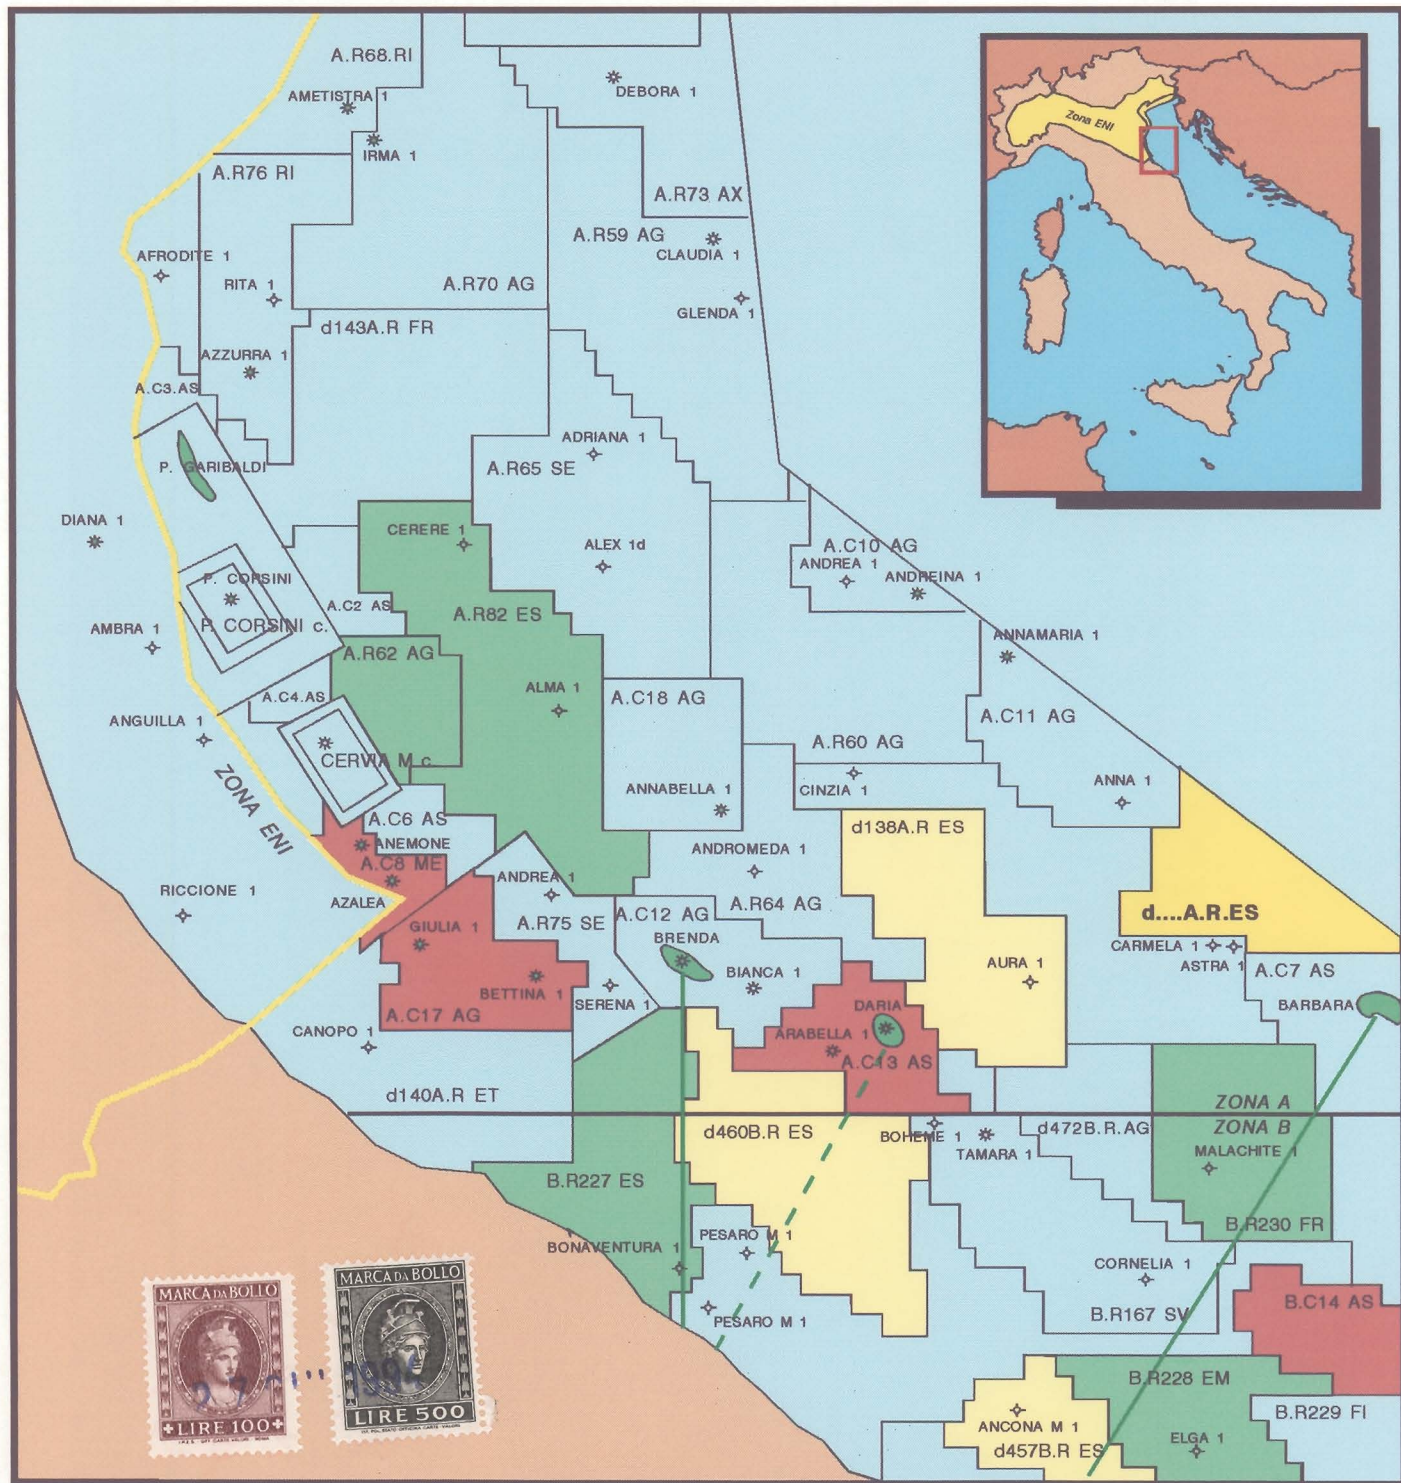 A.R68.RI
AMETISTRA 1
DEBORA 1
IRMA 1
Zona ENI
A.R76 RI
A.R73 AX
A.R59 AG
CLAUDIA 1
AFRODITE 1
RITA 1
A.R70 AG
GLENDA 1
d143A.R FR
AZZURRA 1
A.C3.AS
ADRIANA 1
P. GARIBALDI
A.R65 SE
DIANA 1
CERERE 1
ALEX 1d
A.C10 AG
ANDREA 1
ANDREINA 1
P. CORSINI
A.C2 AS
A.R82 ES
AMBRA 1
P. CORSINI c.
A.R62 AG
ANNAMARIA 1
A.C4.AS
ALMA 1
A.C18 AG
A.C11 AG
ANGUILLA 1
A.R60 AG
CERVIA M c.
ZONA ENI
ANNABELLA 1
CINZIA 1
ANNA 1
A.C6 AS
d138A.R ES
ANEMONE
ANDROMEDA 1
A.C8 ME
ANDREA 1
RICCIONE 1
AZALEA
A.R64 AG
A.C12 AG
d....A.R.ES
GIULIA 1
A.R75 SE
BRENDA
CARMELA 1
ASTRA 1
A.C7 AS
BIANCA 1
AURA 1
BETTINA 1
SERENA 1
DARIA
BARBARA
A.C17 AG
CANOPO 1
ARABELLA 1
A.C13 AS
d140A.R ET
ZONA A
ZONA B
d460B.R ES
BOHEME 1
d472B.R.AG
TAMARA 1
MALACHITE 1
B.R227 ES
B.R230 FR
PESARO M 1
BONAVENTURA 1
CORNELIA 1
B.C14 AS
PESARO M 1
B.R167 SV
MARCA DA BOLLO
MARCA DA BOLLO
B.R228 EM
B.R229 FI
LIRE 100
LIRE 500
ANCONA M 1
ELGA 1
d457B.R ES